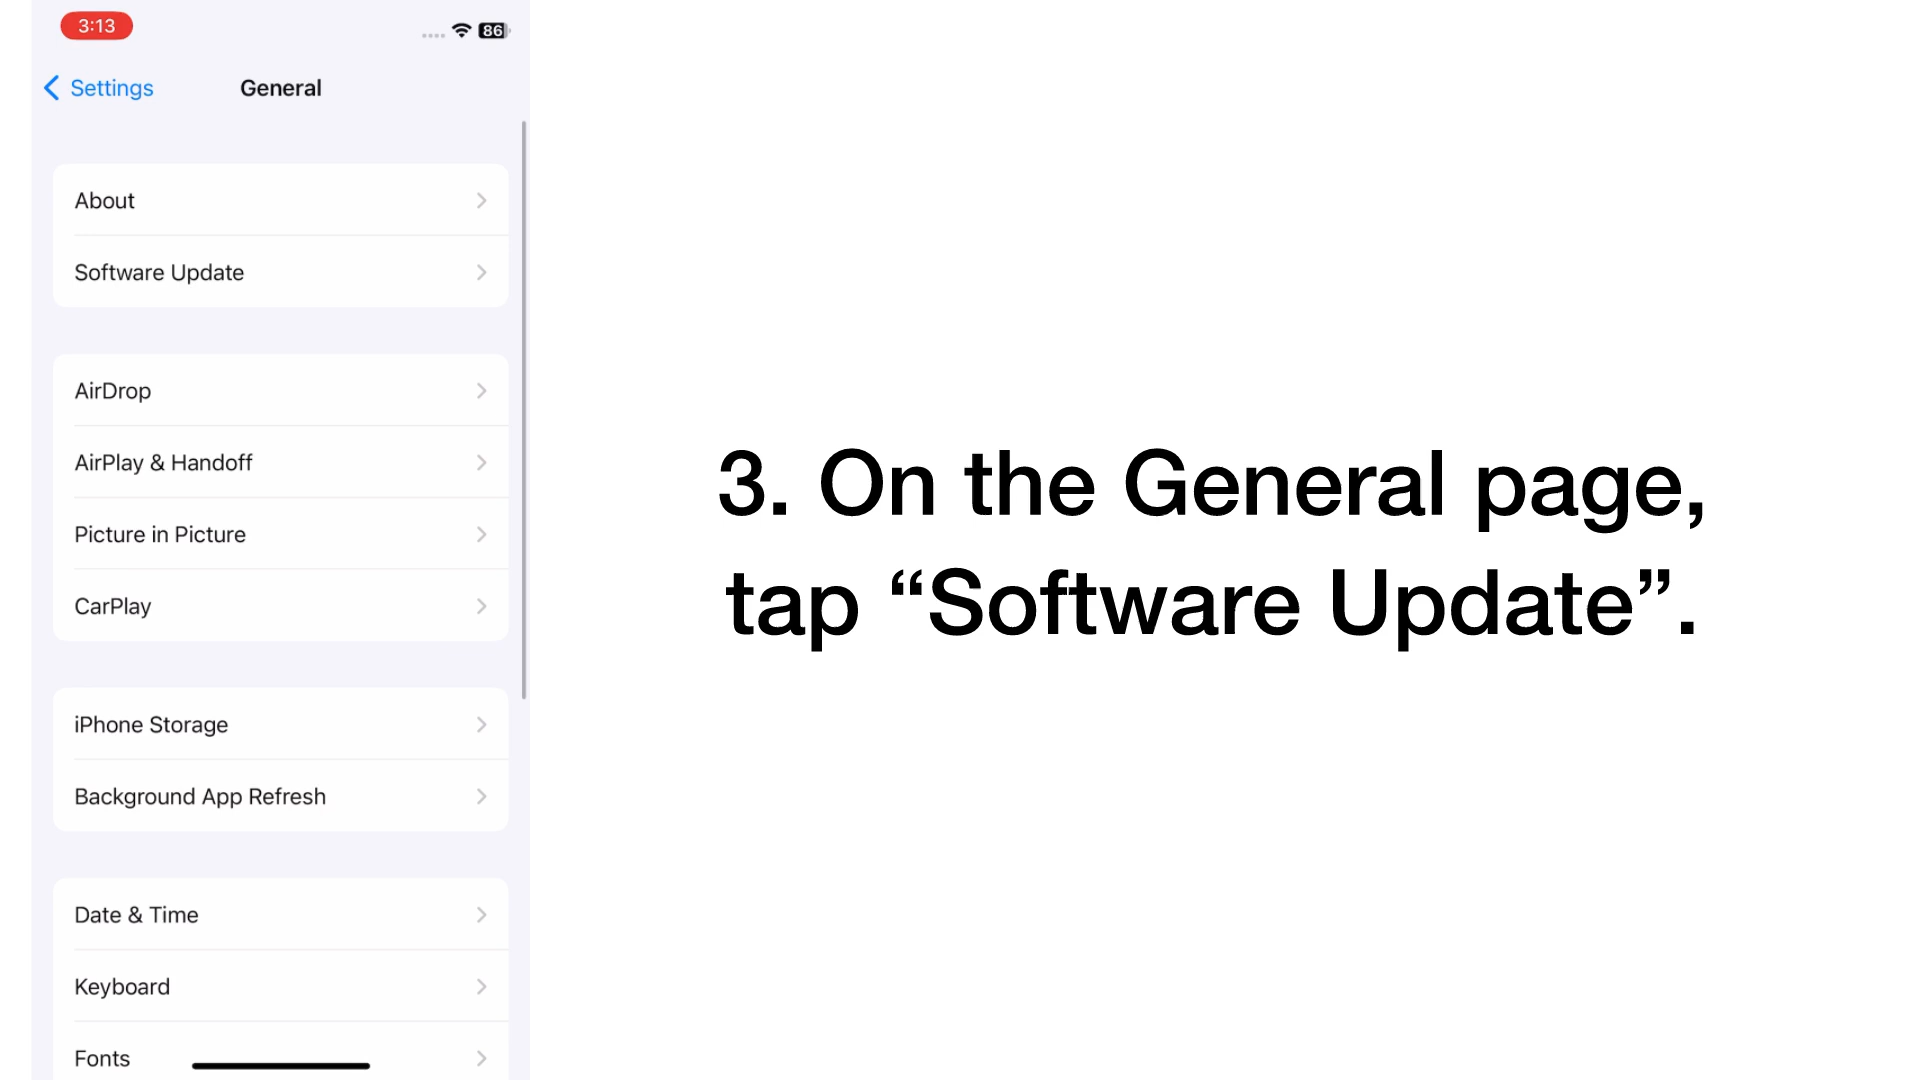 3:13
86
Settings
General
About
Software Update
AirDrop
AirPlay & Handoff
Picture in Picture
CarPlay
iPhone Storage
Background App Refresh
Date & Time
Keyboard
Fonts
3. On the General page,
tap “Software Update”.